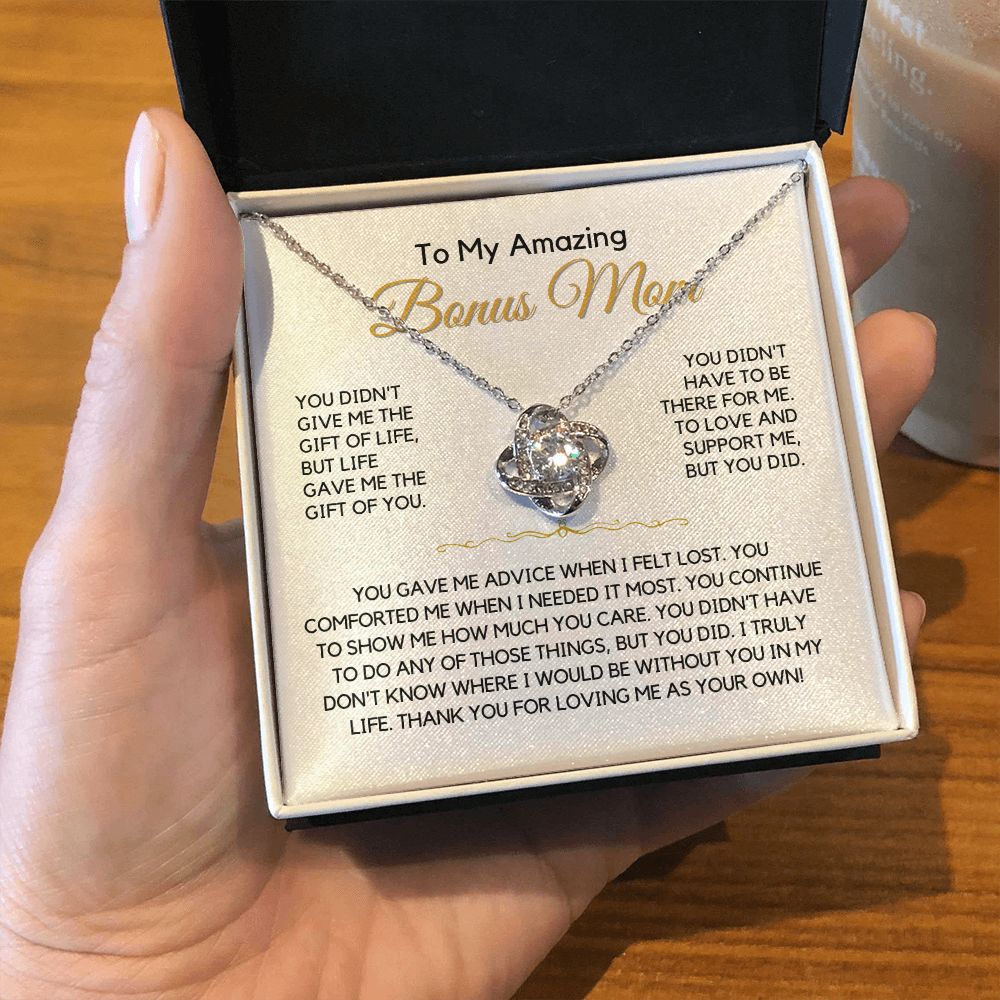 To My Amazing
Bonus Mom
YOU DIDN'T
GIVE ME THE
GIFT OF LIFE,
BUT LIFE
GAVE ME THE
GIFT OF YOU.
YOU DIDN'T
HAVE TO BE
THERE FOR ME.
TO LOVE AND
SUPPORT ME,
BUT YOU DID.
YOU GAVE ME ADVICE WHEN I FELT LOST. YOU
COMFORTED ME WHEN I NEEDED IT MOST. YOU CONTINUE
TO SHOW ME HOW MUCH YOU CARE. YOU DIDN'T HAVE
TO DO ANY OF THOSE THINGS, BUT YOU DID. I TRULY
DON'T KNOW WHERE I WOULD BE WITHOUT YOU IN MY
LIFE. THANK YOU FOR LOVING ME AS YOUR OWN!